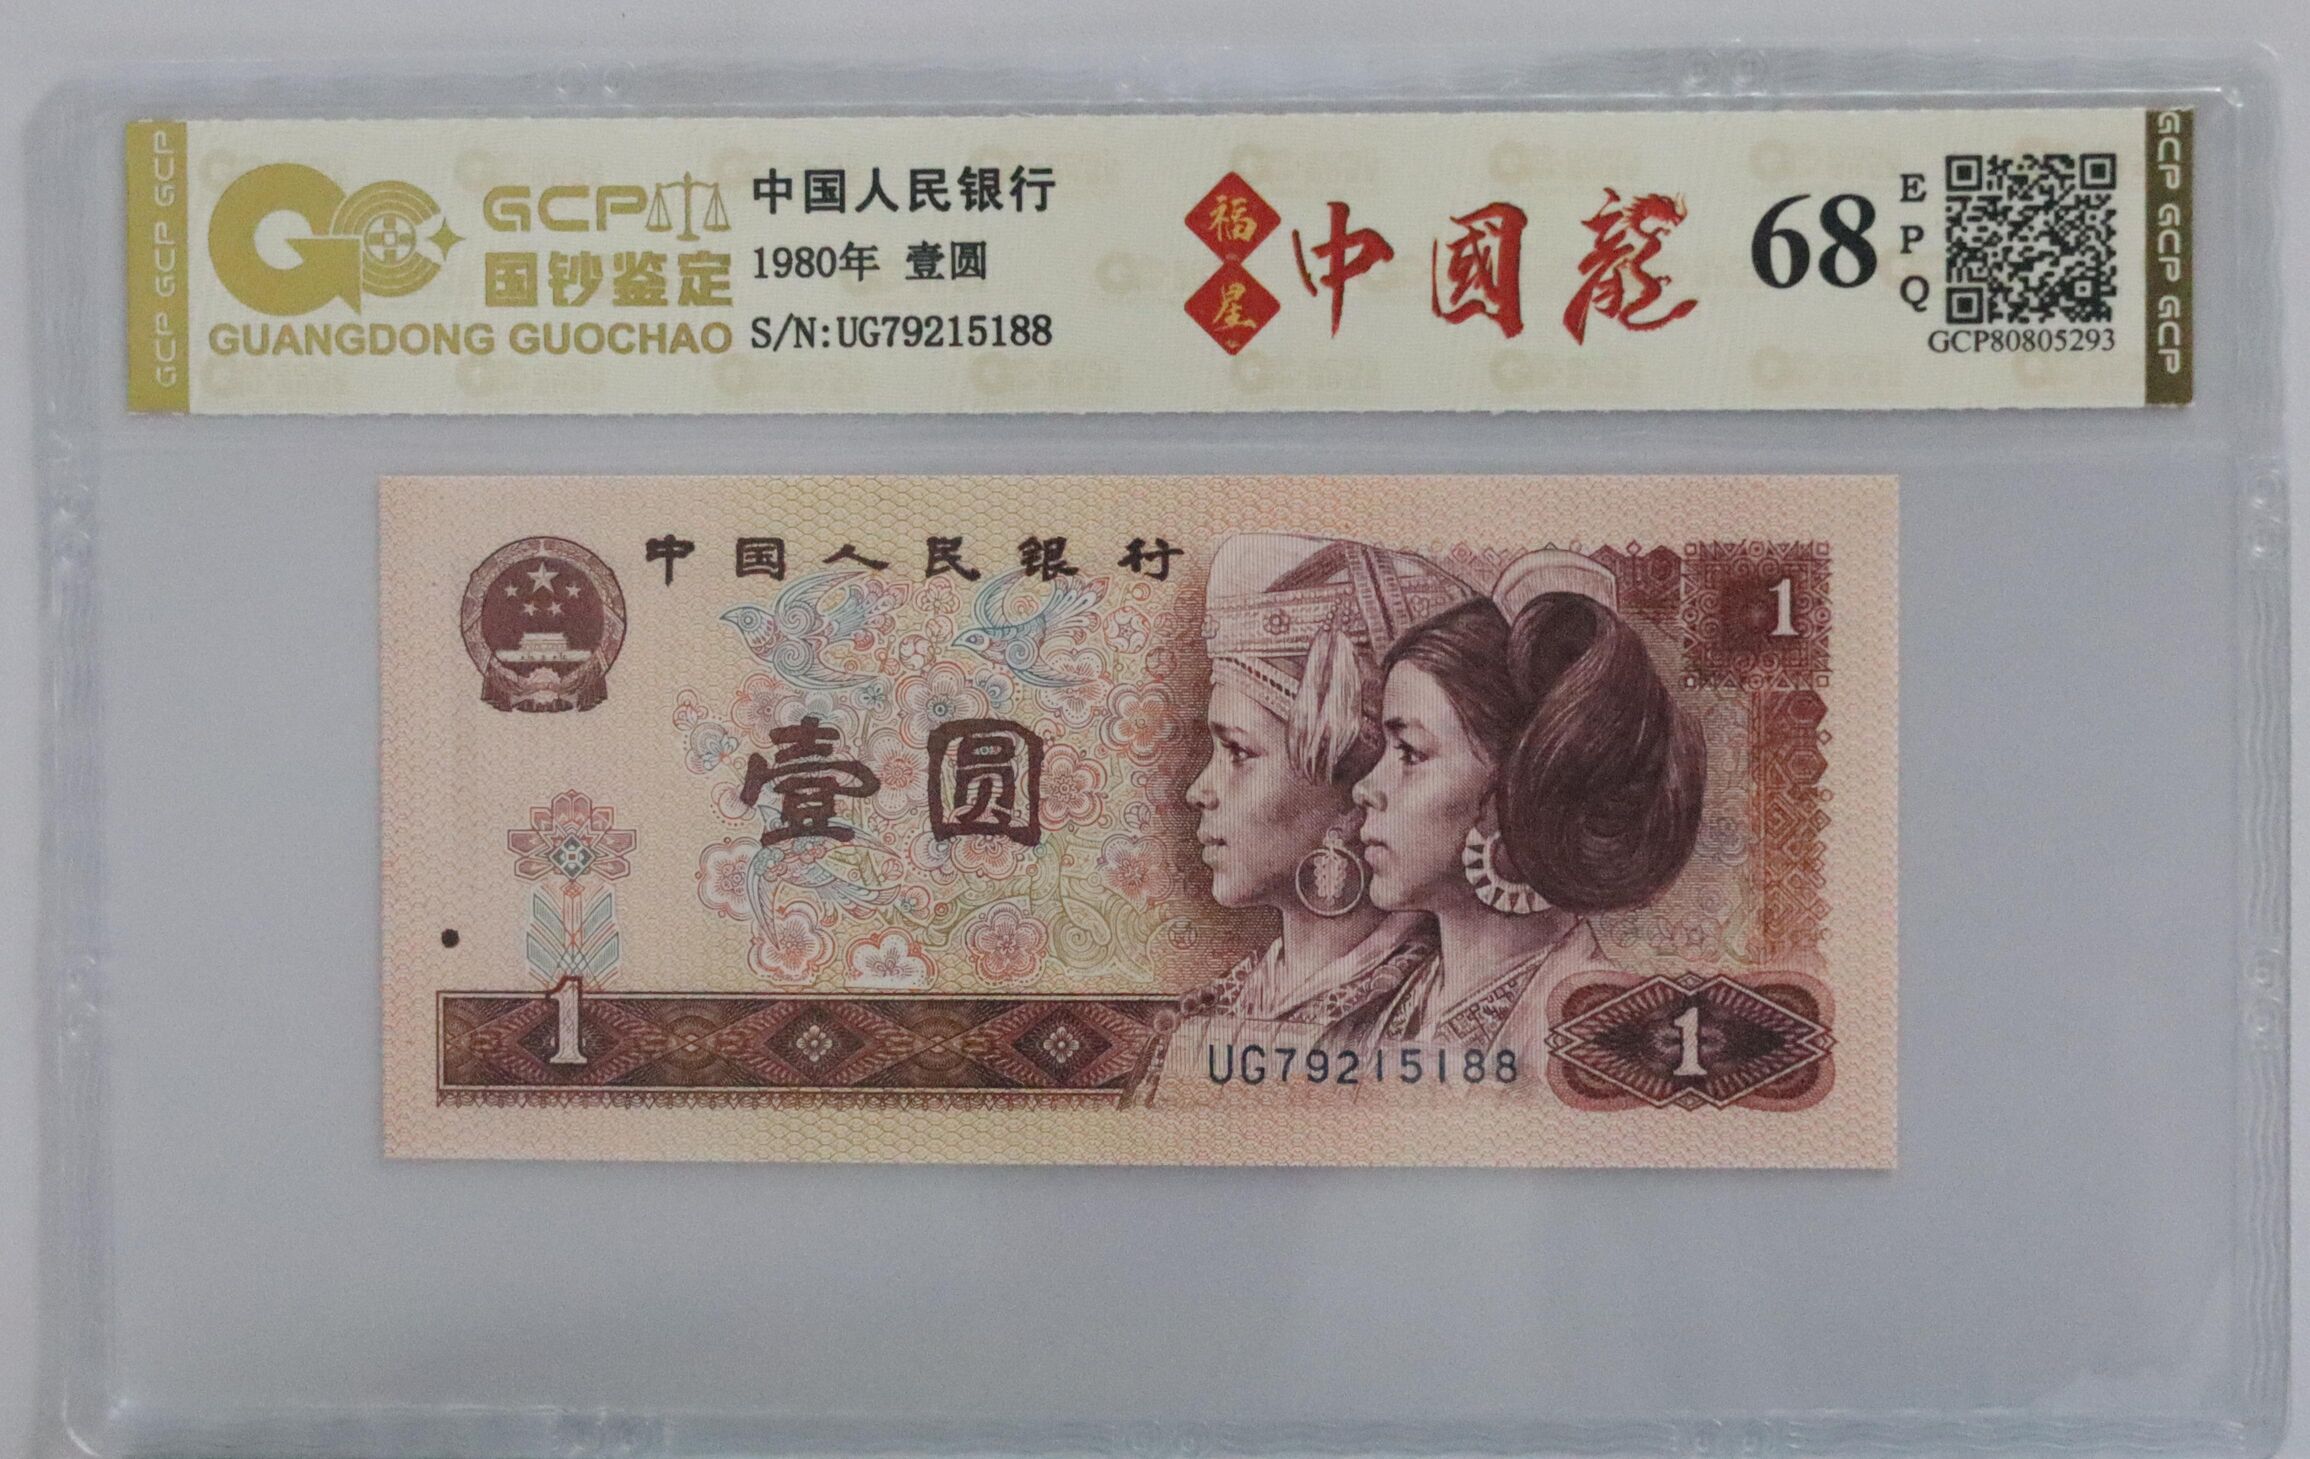 GCP GCP GCP
GCP
国钞鉴定
GUANGDONG GUOCHAO
中国人民银行
1980年 壹圆
S/N:UG79215188
福星
中國龍
68
EPQ
GCP80805293
GCP GCP GCP
中国人民银行
1
壹圆
1
UG79215188
1